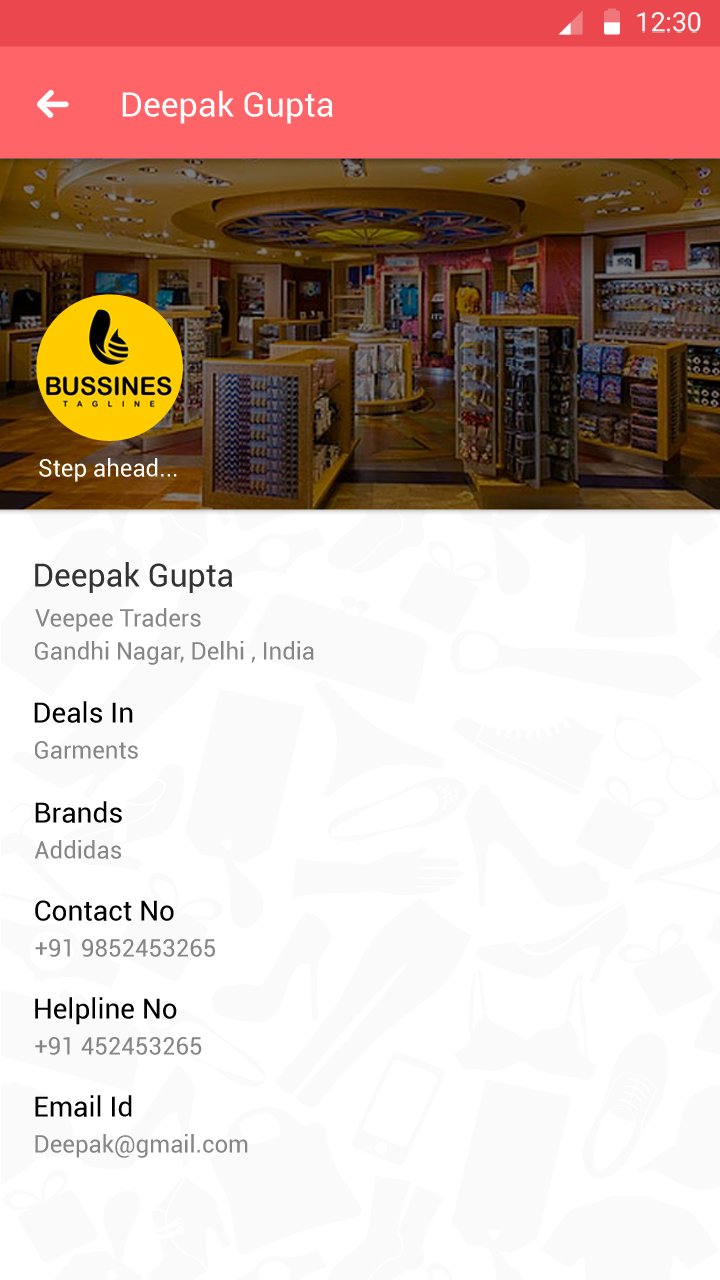 12:30
Deepak Gupta
BUSSINES
TAGLINE
Step ahead...
Deepak Gupta
Veepee Traders
Gandhi Nagar, Delhi , India
Deals In
Garments
Brands
Addidas
Contact No
+91 9852453265
Helpline No
+91 452453265
Email Id
Deepak@gmail.com